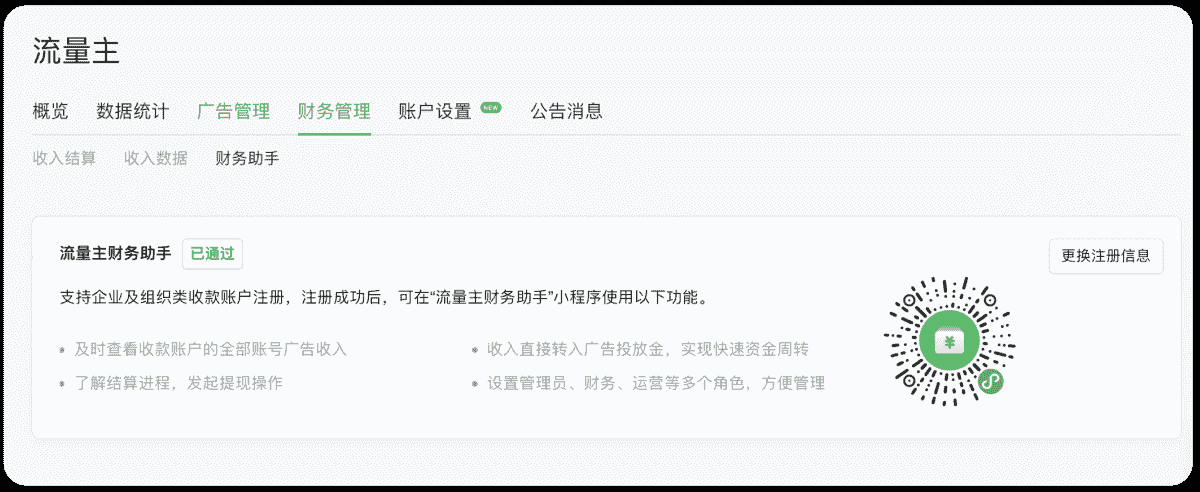 流量主
概览 数据统计 广告管理 财务管理 账户设置 NEW 公告消息
收入结算 收入数据 财务助手
流量主财务助手 已通过 更换注册信息
支持企业及组织类收款账户注册，注册成功后，可在“流量主财务助手”小程序使用以下功能。
及时查看收款账户的全部账号广告收入 收入直接转入广告投放金，实现快速资金周转
了解结算进程，发起提现操作 设置管理员、财务、运营等多个角色，方便管理
¥